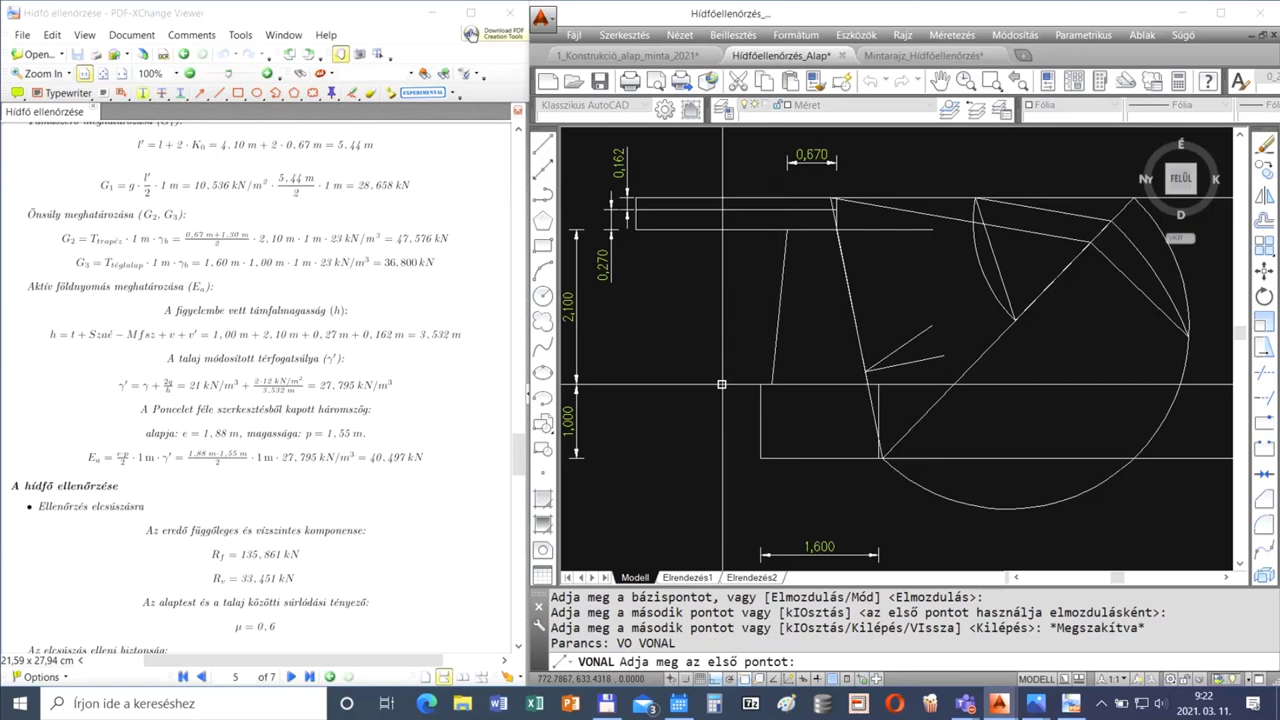 Hídfő ellenőrzése - PDF-XChange Viewer
File Edit View Document Comments Tools Window Help
Download PDF Creation Tools
Open...
Zoom In 100%
Typewriter EXPERIMENTAL
Hídfő ellenőrzése
l′ = l + 2 · K₀ = 4,10 m + 2 · 0,67 m = 5,44 m
G₁ = g · l′/2 · 1 m = 10,536 kN/m² · 5,44 m/2 · 1 m = 28,658 kN
Önsúly meghatározása (G₂, G₃):
G₂ = T_trapéz · 1 m · γ_b = 0,67 m+1,30 m/2 · 2,10 m · 1 m · 23 kN/m³ = 47,576 kN
G₃ = T_téglalap · 1 m · γ_b = 1,60 m · 1,00 m · 1 m · 23 kN/m³ = 36,800 kN
Aktív földnyomás meghatározása (Eₐ):
A figyelembe vett támfalmagasság (h):
h = t + Szaé − Mfsz + v + v′ = 1,00 m + 2,10 m + 0,27 m + 0,162 m = 3,532 m
A talaj módosított térfogatsúlya (γ′):
γ′ = γ + 2q/h = 21 kN/m³ + 2·12 kN/m²/3,532 m = 27,795 kN/m³
A Poncelet féle szerkesztésből kapott háromszög:
alapja: e = 1,88 m, magassága: p = 1,55 m.
Eₐ = e·p/2 · 1 m · γ′ = 1,88 m·1,55 m/2 · 1m · 27,795 kN/m³ = 40,497 kN
A hídfő ellenőrzése
• Ellenőrzés elcsúszásra
Az eredő függőleges és vízszintes komponense:
R_f = 135,861 kN
R_v = 33,451 kN
Az alaptest és a talaj közötti súrlódási tényező:
μ = 0,6
Az elcsúszás elleni biztonság:
21,59 x 27,94 cm
Options 5 of 7
Hídfőellenőrzés_...
Fájl Szerkesztés Nézet Beillesztés Formátum Eszközök Rajz Méretezés Módosítás Parametrikus Ablak Súgó
1_Konstrukció_alap_minta_2021* Hídfőellenőrzés_Alap* Mintarajz_Hídfőellenőrzés*
Klasszikus AutoCAD Méret Fólia Fólia
0,162
0,670
0,270
2,100
1,000
1,600
É
NY FELÜL K
D
VKR
Modell Elrendezés1 Elrendezés2
Adja meg a bázispontot, vagy [Elmozdulás/Mód] <Elmozdulás>:
Adja meg a második pontot vagy [kIOsztás] <az első pontot használja elmozdulásként>:
Adja meg a második pontot vagy [kIOsztás/Kilépés/VIssza] <Kilépés>: *Megszakítva*
Parancs: VO VONAL
VONAL Adja meg az első pontot:
772.7867, 633.4318 , 0.0000 MODELL 1:1
Írjon ide a kereséshez
9:22
2021. 03. 11.